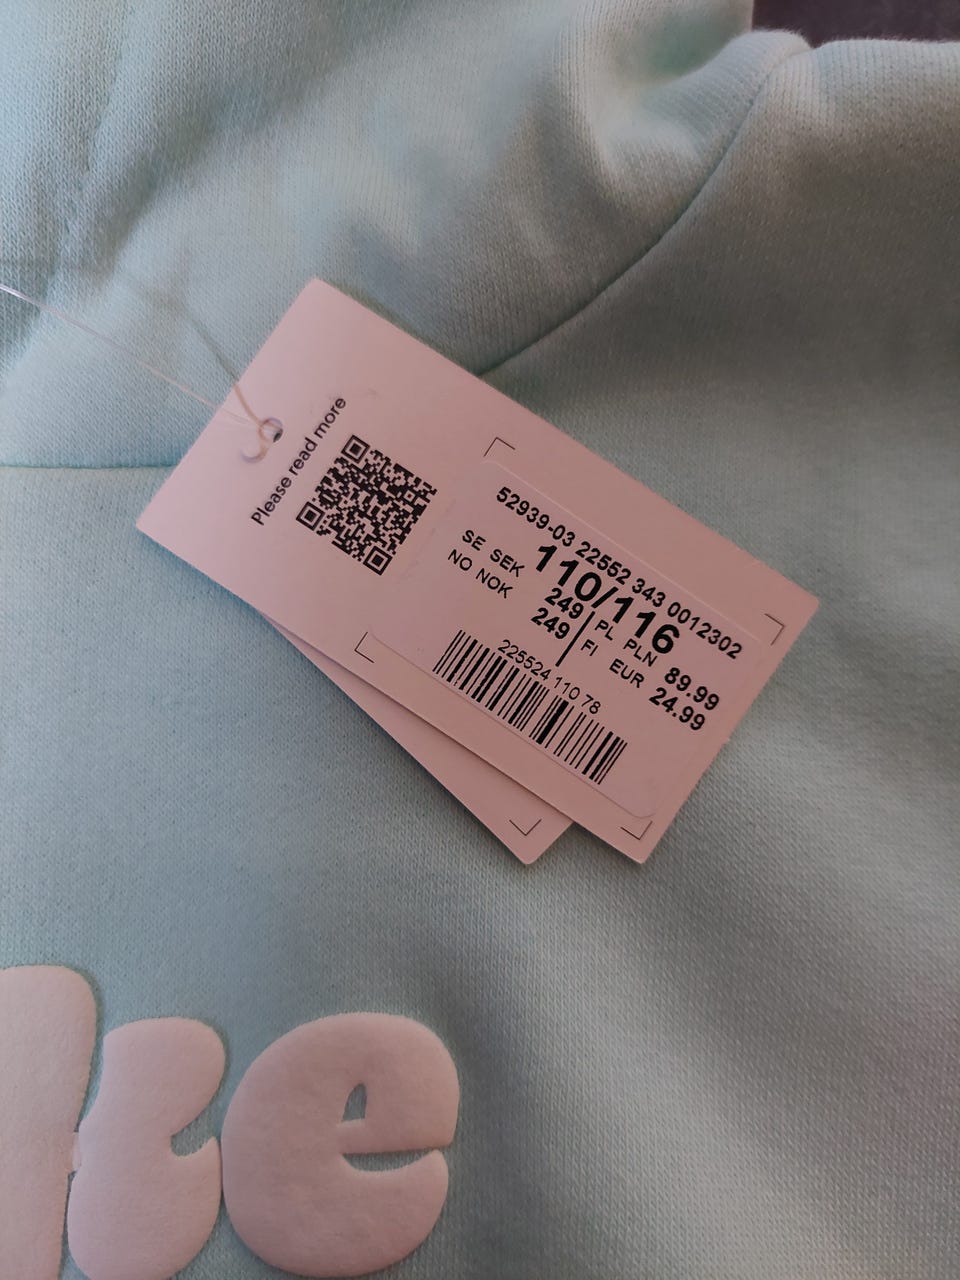 Please read more
52939-03 22552 343 0012302
110/116
SE SEK 249 PL PLN 89.99
NO NOK 249 FI EUR 24.99
225524 110 78